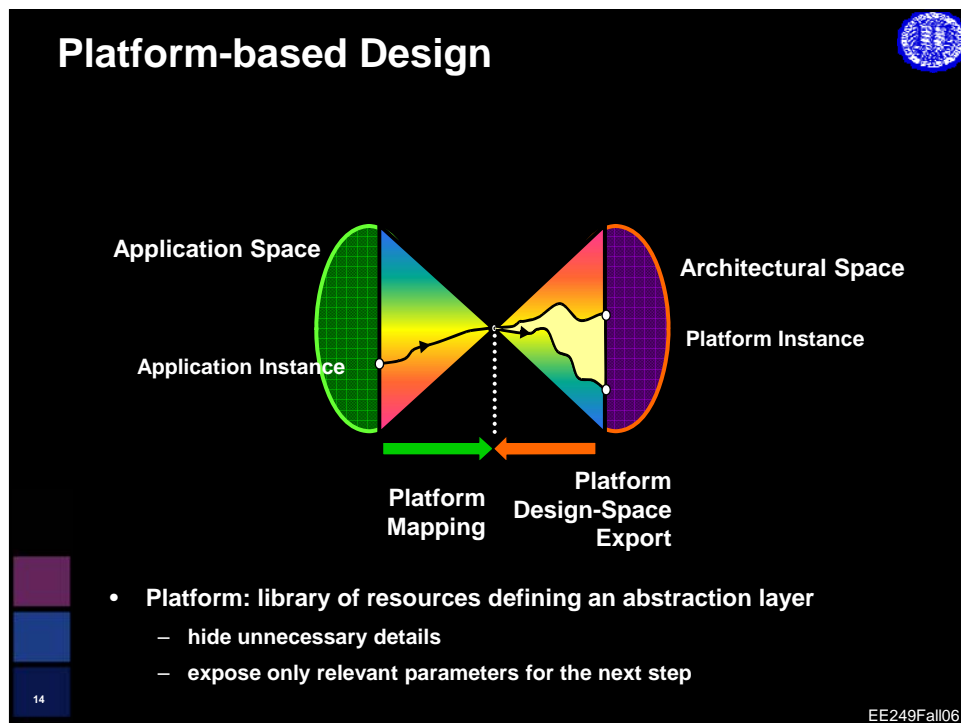 Platform-based Design
Application Space
Architectural Space
Application Instance
Platform Instance
Platform
Mapping
Platform
Design-Space
Export
• Platform: library of resources defining an abstraction layer
– hide unnecessary details
– expose only relevant parameters for the next step
14
EE249Fall06